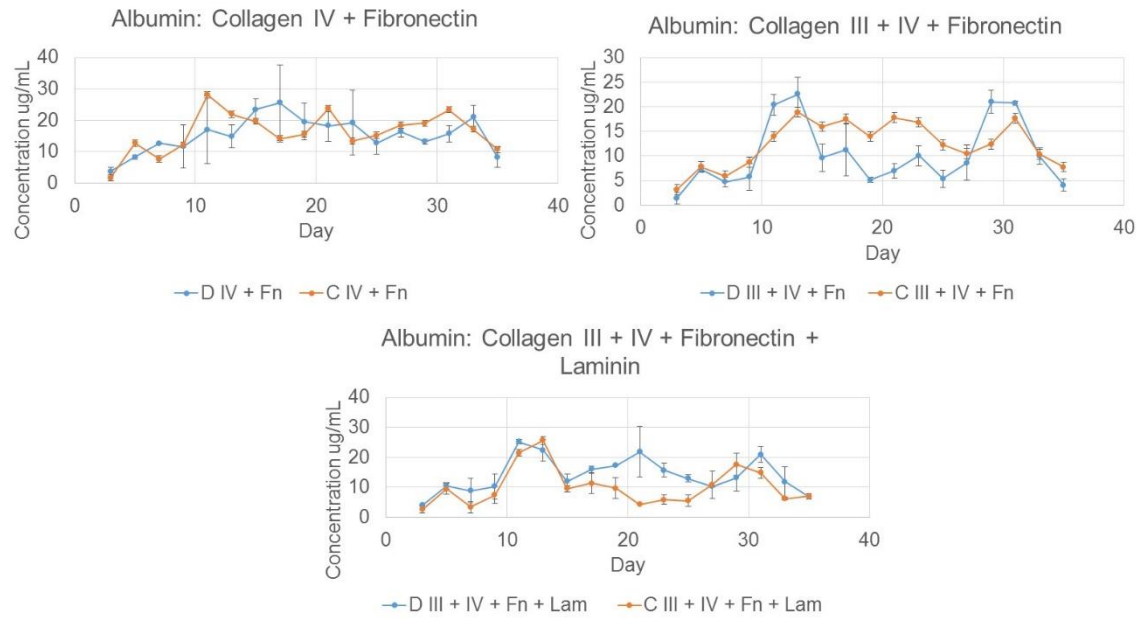 Albumin: Collagen IV + Fibronectin
Concentration ug/mL
40
30
20
10
0
0 10 20 30 40
Day
D IV + Fn C IV + Fn
Albumin: Collagen III + IV + Fibronectin
Concentration ug/mL
30
25
20
15
10
5
0
0 10 20 30 40
Day
D III + IV + Fn C III + IV + Fn
Albumin: Collagen III + IV + Fibronectin +
Laminin
Concentration ug/mL
40
30
20
10
0
0 10 20 30 40
Day
D III + IV + Fn + Lam C III + IV + Fn + Lam